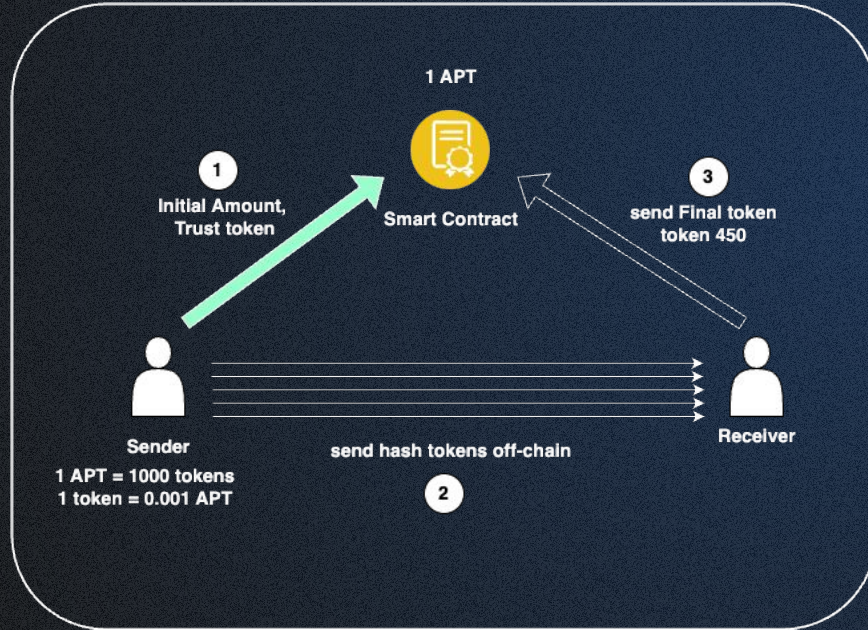 1 APT
1
Initial Amount,
Trust token
Smart Contract
3
send Final token
token 450
Sender
1 APT = 1000 tokens
1 token = 0.001 APT
send hash tokens off-chain
2
Receiver